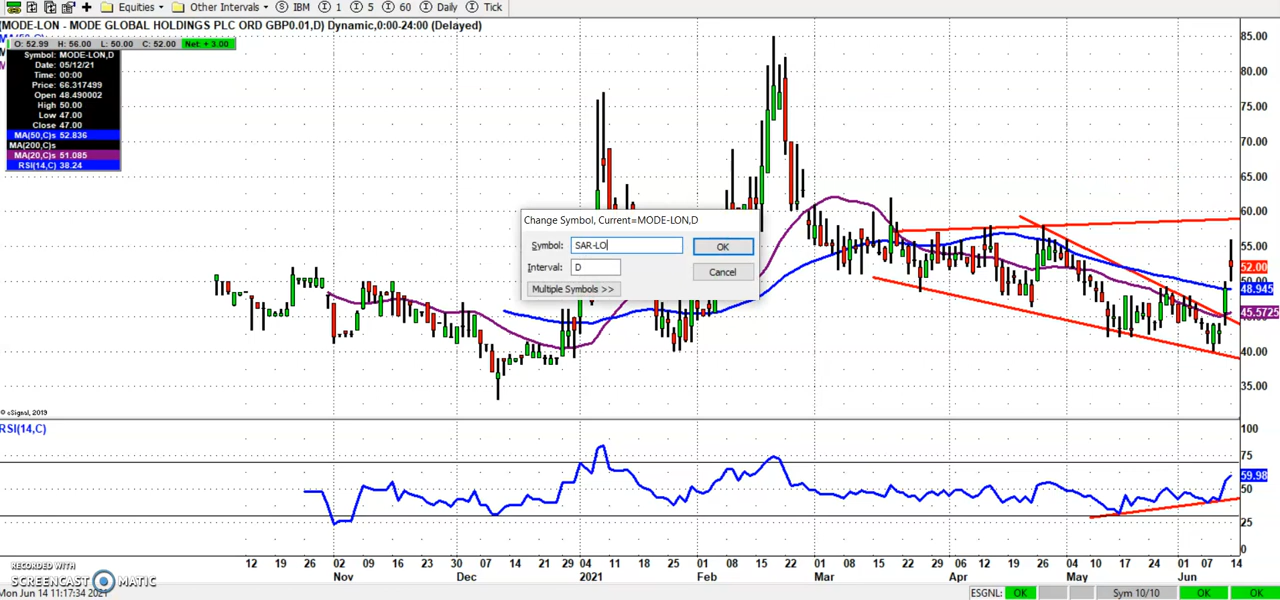 Equities Other Intervals S IBM I 1 I 5 I 60 I Daily I Tick
(MODE-LON - MODE GLOBAL HOLDINGS PLC ORD GBP0.01,D) Dynamic,0:00-24:00 (Delayed)
O: 52.99 H: 56.00 L: 50.00 C: 52.00 Net: + 3.00
Symbol: MODE-LON,D
Date: 05/12/21
Time: 00:00
Price: 66.317499
Open 48.490002
High 50.00
Low 47.00
Close 47.00
MA(50,C)s 52.836
MA(200,C)s
MA(20,C)s 51.085
RSI(14,C) 38.24
85.00
80.00
75.00
70.00
65.00
60.00
55.00
52.00
48.945
45.5725
40.00
35.00
Change Symbol, Current=MODE-LON,D
Symbol: SAR-LO
OK
Interval: D
Cancel
Multiple Symbols >>
© eSignal, 2019
RSI(14,C)
100
75
59.98
50
25
0
12 19 26 02 09 16 23 30 07 14 22 29 04 11 18 25 01 08 15 22 01 08 15 22 29 06 12 19 26 04 10 17 24 01 07 14
Nov Dec 2021 Feb Mar Apr May Jun
RECORDED WITH
SCREENCAST MATIC
Mon Jun 14 11:17:34 2021
ESGNL: OK Sym 10/10 OK OK